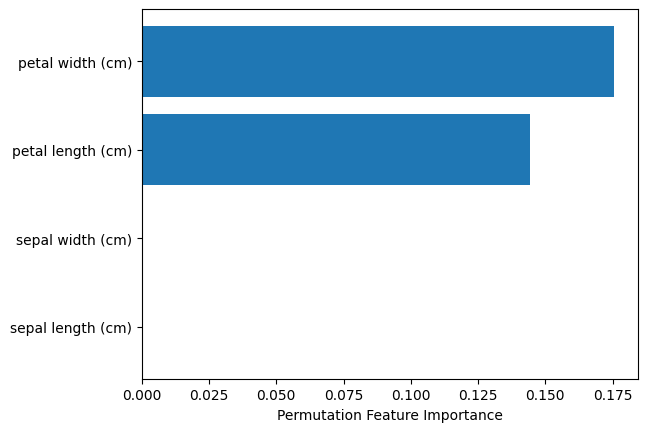 petal width (cm)
petal length (cm)
sepal width (cm)
sepal length (cm)
0.000 0.025 0.050 0.075 0.100 0.125 0.150 0.175
Permutation Feature Importance